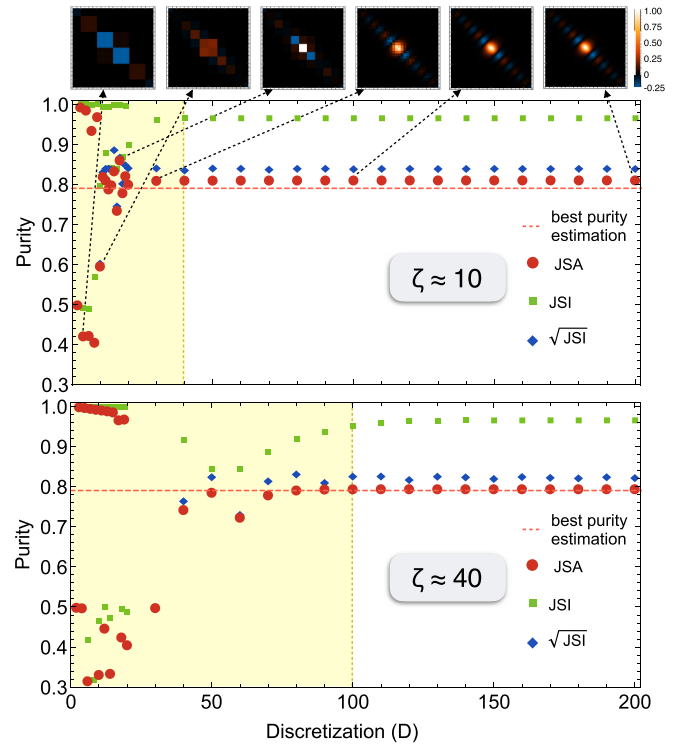 1.00
0.75
0.50
0.25
0
-0.25
1.0
0.9
0.8
0.7
0.6
0.5
0.4
0.3
Purity
best purity
estimation
JSA
JSI
√JSI
ζ ≈ 10
1.0
0.9
0.8
0.7
0.6
0.5
0.4
0.3
Purity
best purity
estimation
JSA
JSI
√JSI
ζ ≈ 40
0 50 100 150 200
Discretization (D)